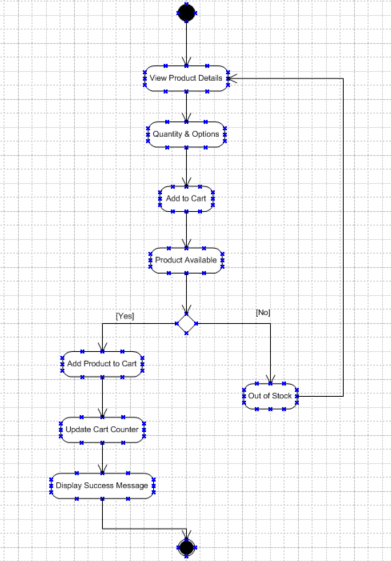 View Product Details
Quantity & Options
Add to Cart
Product Available
[Yes]
[No]
Add Product to Cart
Out of Stock
Update Cart Counter
Display Success Message